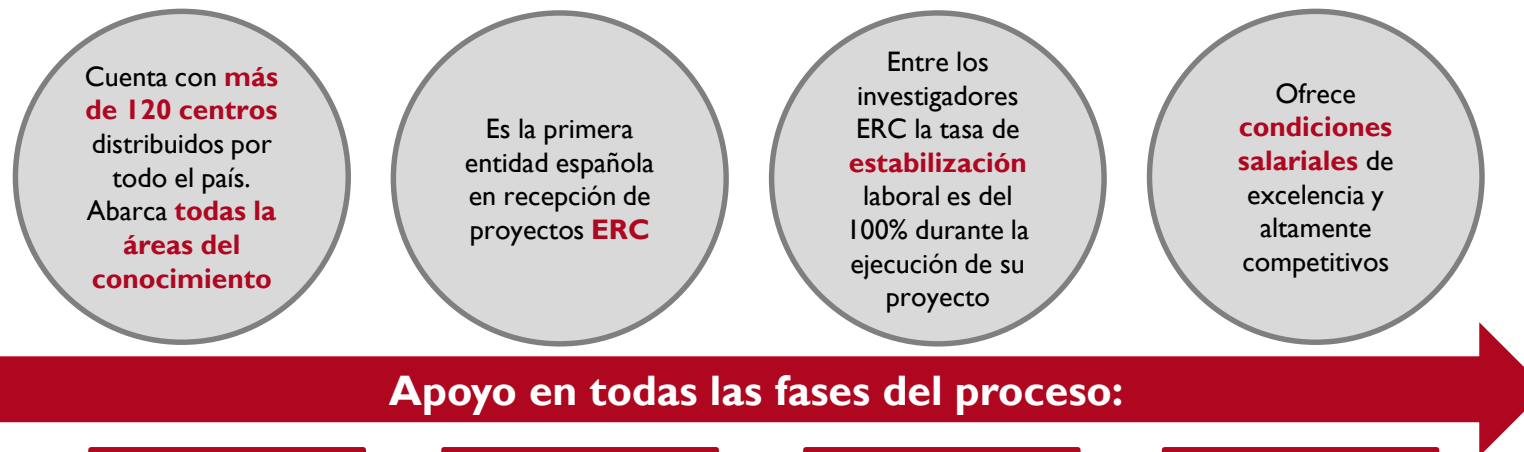 Cuenta con más
de 120 centros
distribuidos por
todo el país.
Abarca todas la
áreas del
conocimiento
Es la primera
entidad española
en recepción de
proyectos ERC
Entre los
investigadores
ERC la tasa de
estabilización
laboral es del
100% durante la
ejecución de su
proyecto
Ofrece
condiciones
salariales de
excelencia y
altamente
competitivos
Apoyo en todas las fases del proceso: